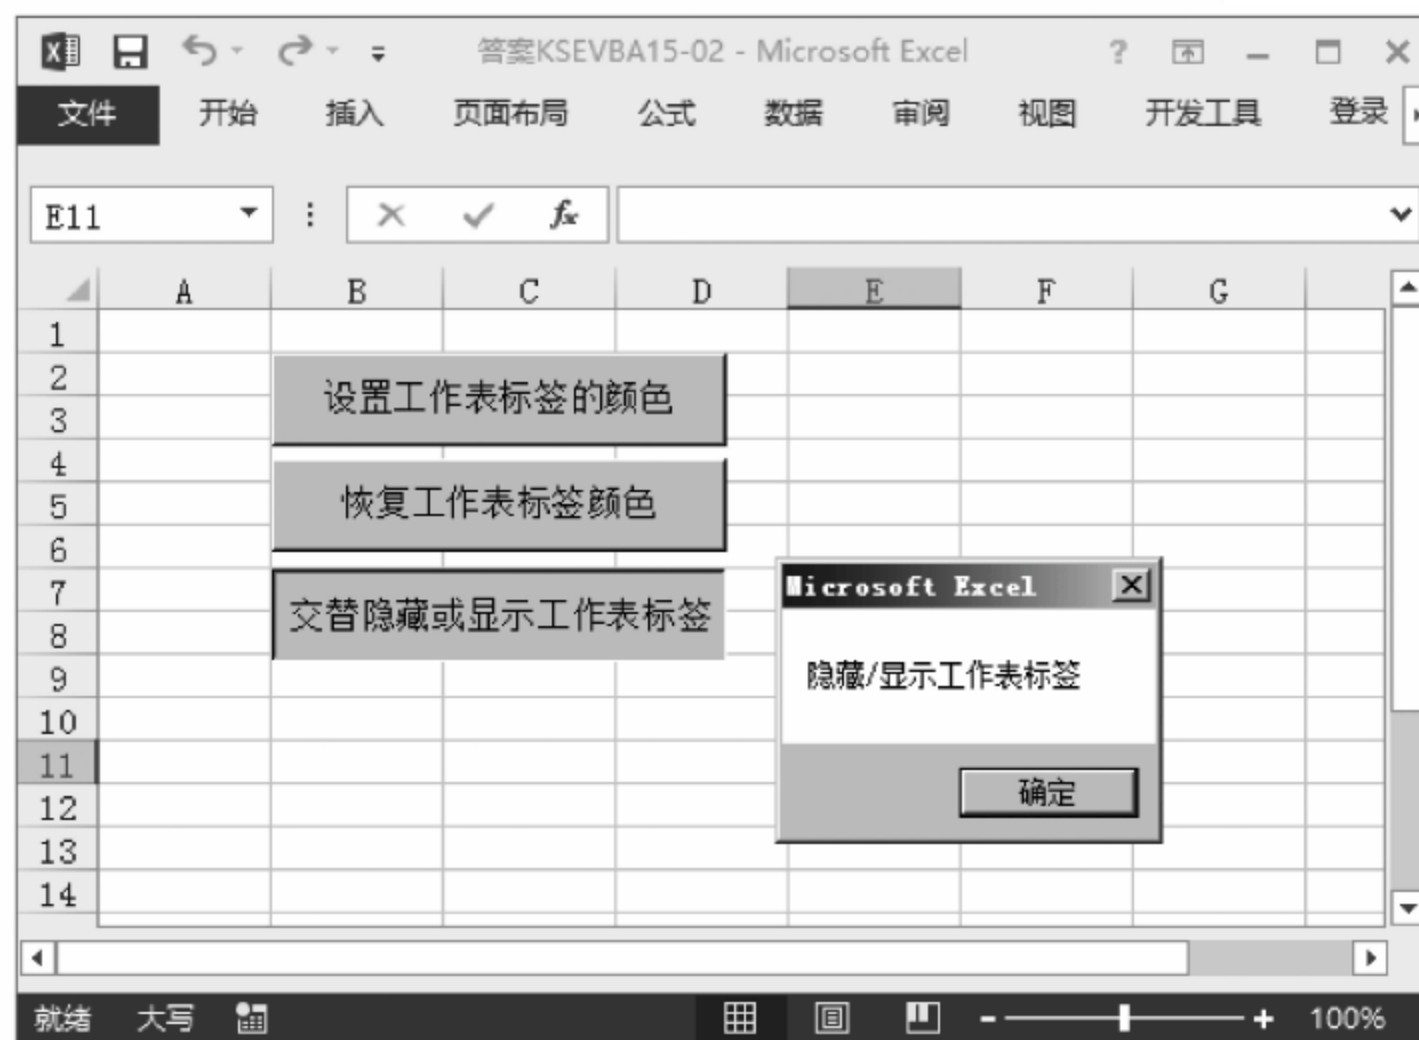 答案KSEVBA15-02 - Microsoft Excel ?
文件 开始 插入 页面布局 公式 数据 审阅 视图 开发工具 登录
E11 fx
A B C D E F G
1
2
设置工作表标签的颜色
3
4
恢复工作表标签颜色
5
6
Microsoft Excel
7
交替隐藏或显示工作表标签
8
隐藏/显示工作表标签
9
10
11
确定
12
13
14
就绪 大写 100%